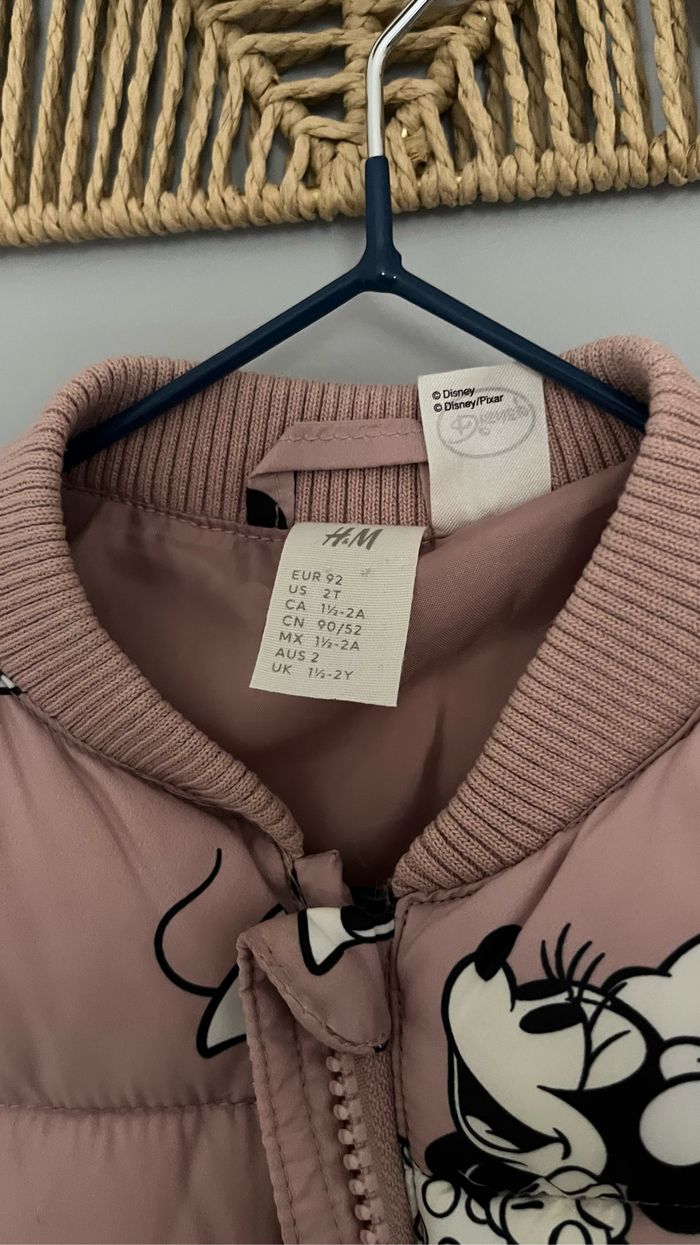 © Disney
© Disney/Pixar
Disney
H&M
EUR 92
US 2T
CA 1½-2A
CN 90/52
MX 1½-2A
AUS 2
UK 1½-2Y